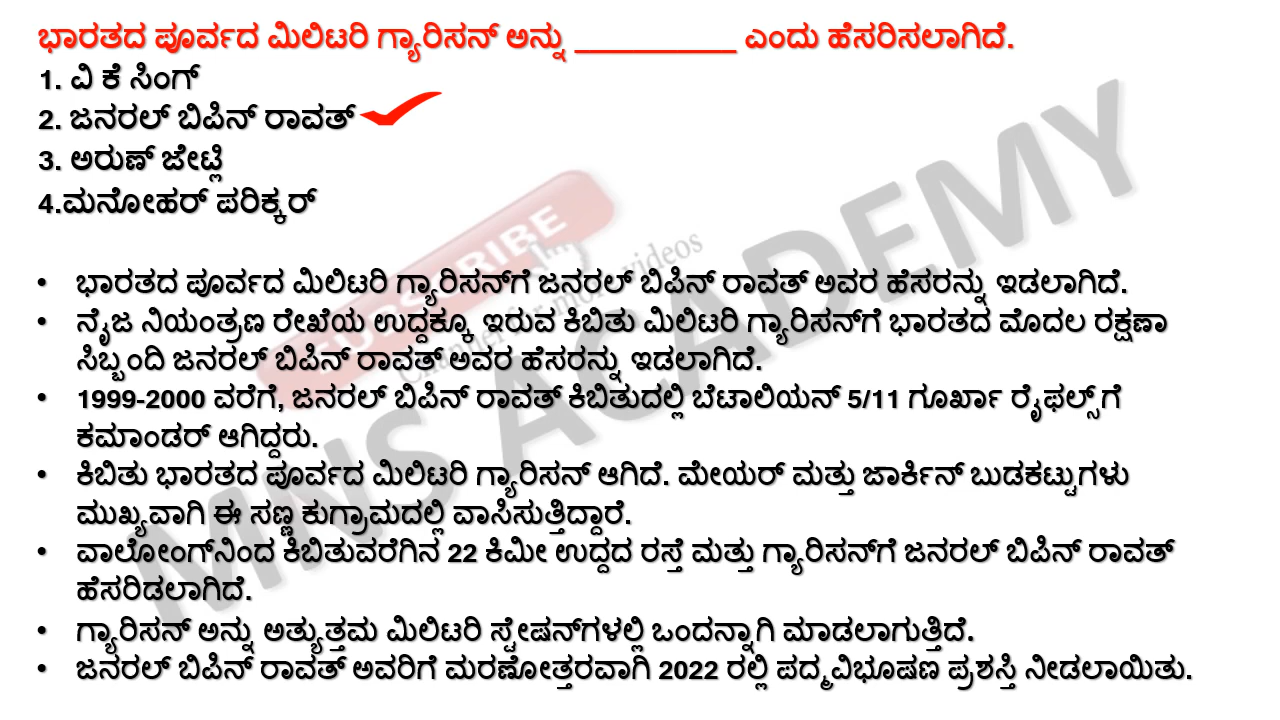 ಭಾರತದ ಪೂರ್ವದ ಮಿಲಿಟರಿ ಗ್ಯಾರಿಸನ್ ಅನ್ನು __________ ಎಂದು ಹೆಸರಿಸಲಾಗಿದೆ.
1. ವಿ ಕೆ ಸಿಂಗ್
2. ಜನರಲ್ ಬಿಪಿನ್ ರಾವತ್
3. ಅರುಣ್ ಜೇಟ್ಲಿ
4.ಮನೋಹರ್ ಪರಿಕ್ಕರ್
• ಭಾರತದ ಪೂರ್ವದ ಮಿಲಿಟರಿ ಗ್ಯಾರಿಸನ್‌ಗೆ ಜನರಲ್ ಬಿಪಿನ್ ರಾವತ್ ಅವರ ಹೆಸರನ್ನು ಇಡಲಾಗಿದೆ.
• ನೈಜ ನಿಯಂತ್ರಣ ರೇಖೆಯ ಉದ್ದಕ್ಕೂ ಇರುವ ಕಿಬಿತು ಮಿಲಿಟರಿ ಗ್ಯಾರಿಸನ್‌ಗೆ ಭಾರತದ ಮೊದಲ ರಕ್ಷಣಾ
ಸಿಬ್ಬಂದಿ ಜನರಲ್ ಬಿಪಿನ್ ರಾವತ್ ಅವರ ಹೆಸರನ್ನು ಇಡಲಾಗಿದೆ.
• 1999-2000 ವರೆಗೆ, ಜನರಲ್ ಬಿಪಿನ್ ರಾವತ್ ಕಿಬಿತುದಲ್ಲಿ ಬೆಟಾಲಿಯನ್ 5/11 ಗೂರ್ಖಾ ರೈಫಲ್ಸ್‌ಗೆ
ಕಮಾಂಡರ್ ಆಗಿದ್ದರು.
• ಕಿಬಿತು ಭಾರತದ ಪೂರ್ವದ ಮಿಲಿಟರಿ ಗ್ಯಾರಿಸನ್ ಆಗಿದೆ. ಮೇಯರ್ ಮತ್ತು ಜಾರ್ಕಿನ್ ಬುಡಕಟ್ಟುಗಳು
ಮುಖ್ಯವಾಗಿ ಈ ಸಣ್ಣ ಕುಗ್ರಾಮದಲ್ಲಿ ವಾಸಿಸುತ್ತಿದ್ದಾರೆ.
• ವಾಲೋಂಗ್‌ನಿಂದ ಕಿಬಿತುವರೆಗಿನ 22 ಕಿಮೀ ಉದ್ದದ ರಸ್ತೆ ಮತ್ತು ಗ್ಯಾರಿಸನ್‌ಗೆ ಜನರಲ್ ಬಿಪಿನ್ ರಾವತ್
ಹೆಸರಿಡಲಾಗಿದೆ.
• ಗ್ಯಾರಿಸನ್ ಅನ್ನು ಅತ್ಯುತ್ತಮ ಮಿಲಿಟರಿ ಸ್ಟೇಷನ್‌ಗಳಲ್ಲಿ ಒಂದನ್ನಾಗಿ ಮಾಡಲಾಗುತ್ತಿದೆ.
• ಜನರಲ್ ಬಿಪಿನ್ ರಾವತ್ ಅವರಿಗೆ ಮರಣೋತ್ತರವಾಗಿ 2022 ರಲ್ಲಿ ಪದ್ಮವಿಭೂಷಣ ಪ್ರಶಸ್ತಿ ನೀಡಲಾಯಿತು.
SUBSCRIBE
Channel for more videos
MNS ACADEMY